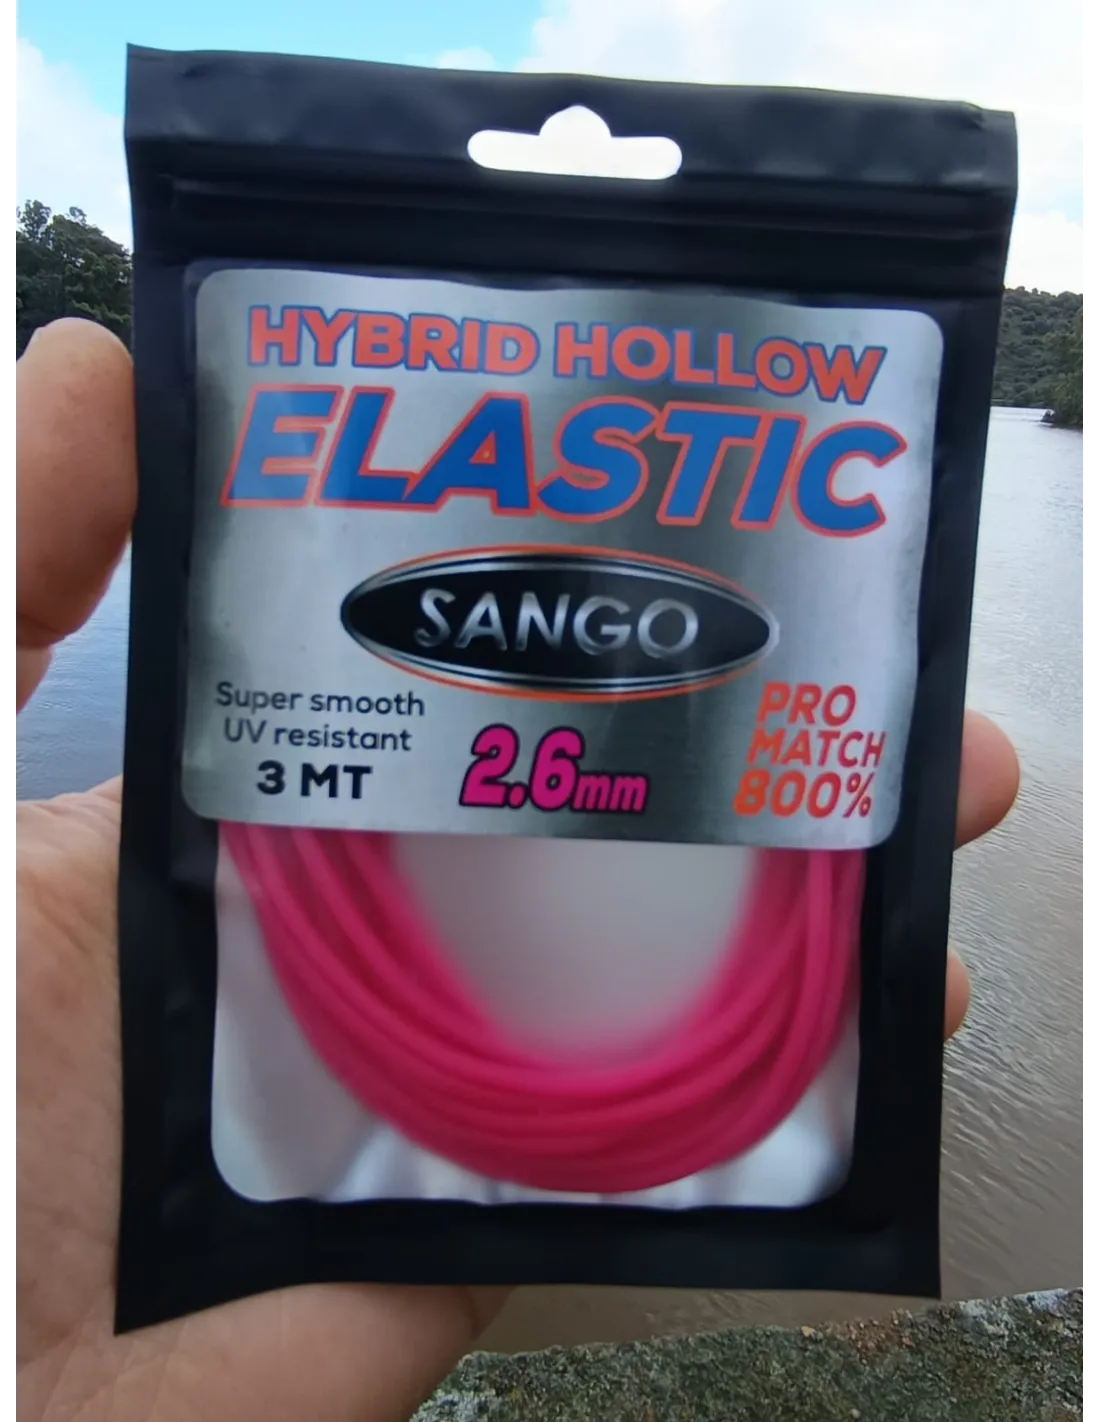 HYBRID HOLLOW
ELASTIC
SANGO
Super smooth
UV resistant
3 MT
2.6mm
PRO
MATCH
800%